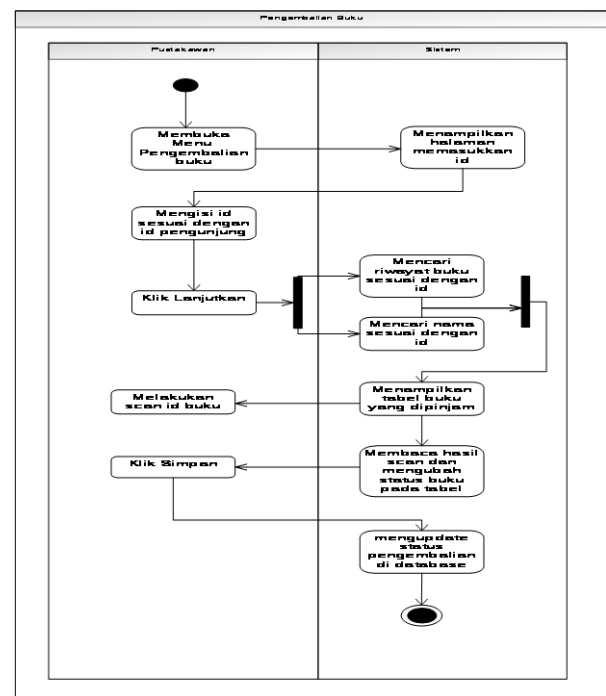 Pengembalian Buku
Pustakawan
Sistem
Membuka
Menu
Pengembalian
buku
Menampilkan
halaman
memasukkan
id
Mengisi id
sesuai dengan
id pengunjung
Klik Lanjutkan
Mencari
riwayat buku
sesuai dengan
id
Mencari nama
sesuai dengan
id
Menampilkan
tabel buku
yang dipinjam
Melakukan
scan id buku
Membaca hasil
scan dan
mengubah
status buku
pada tabel
Klik Simpan
mengupdate
status
pengembalian
di database